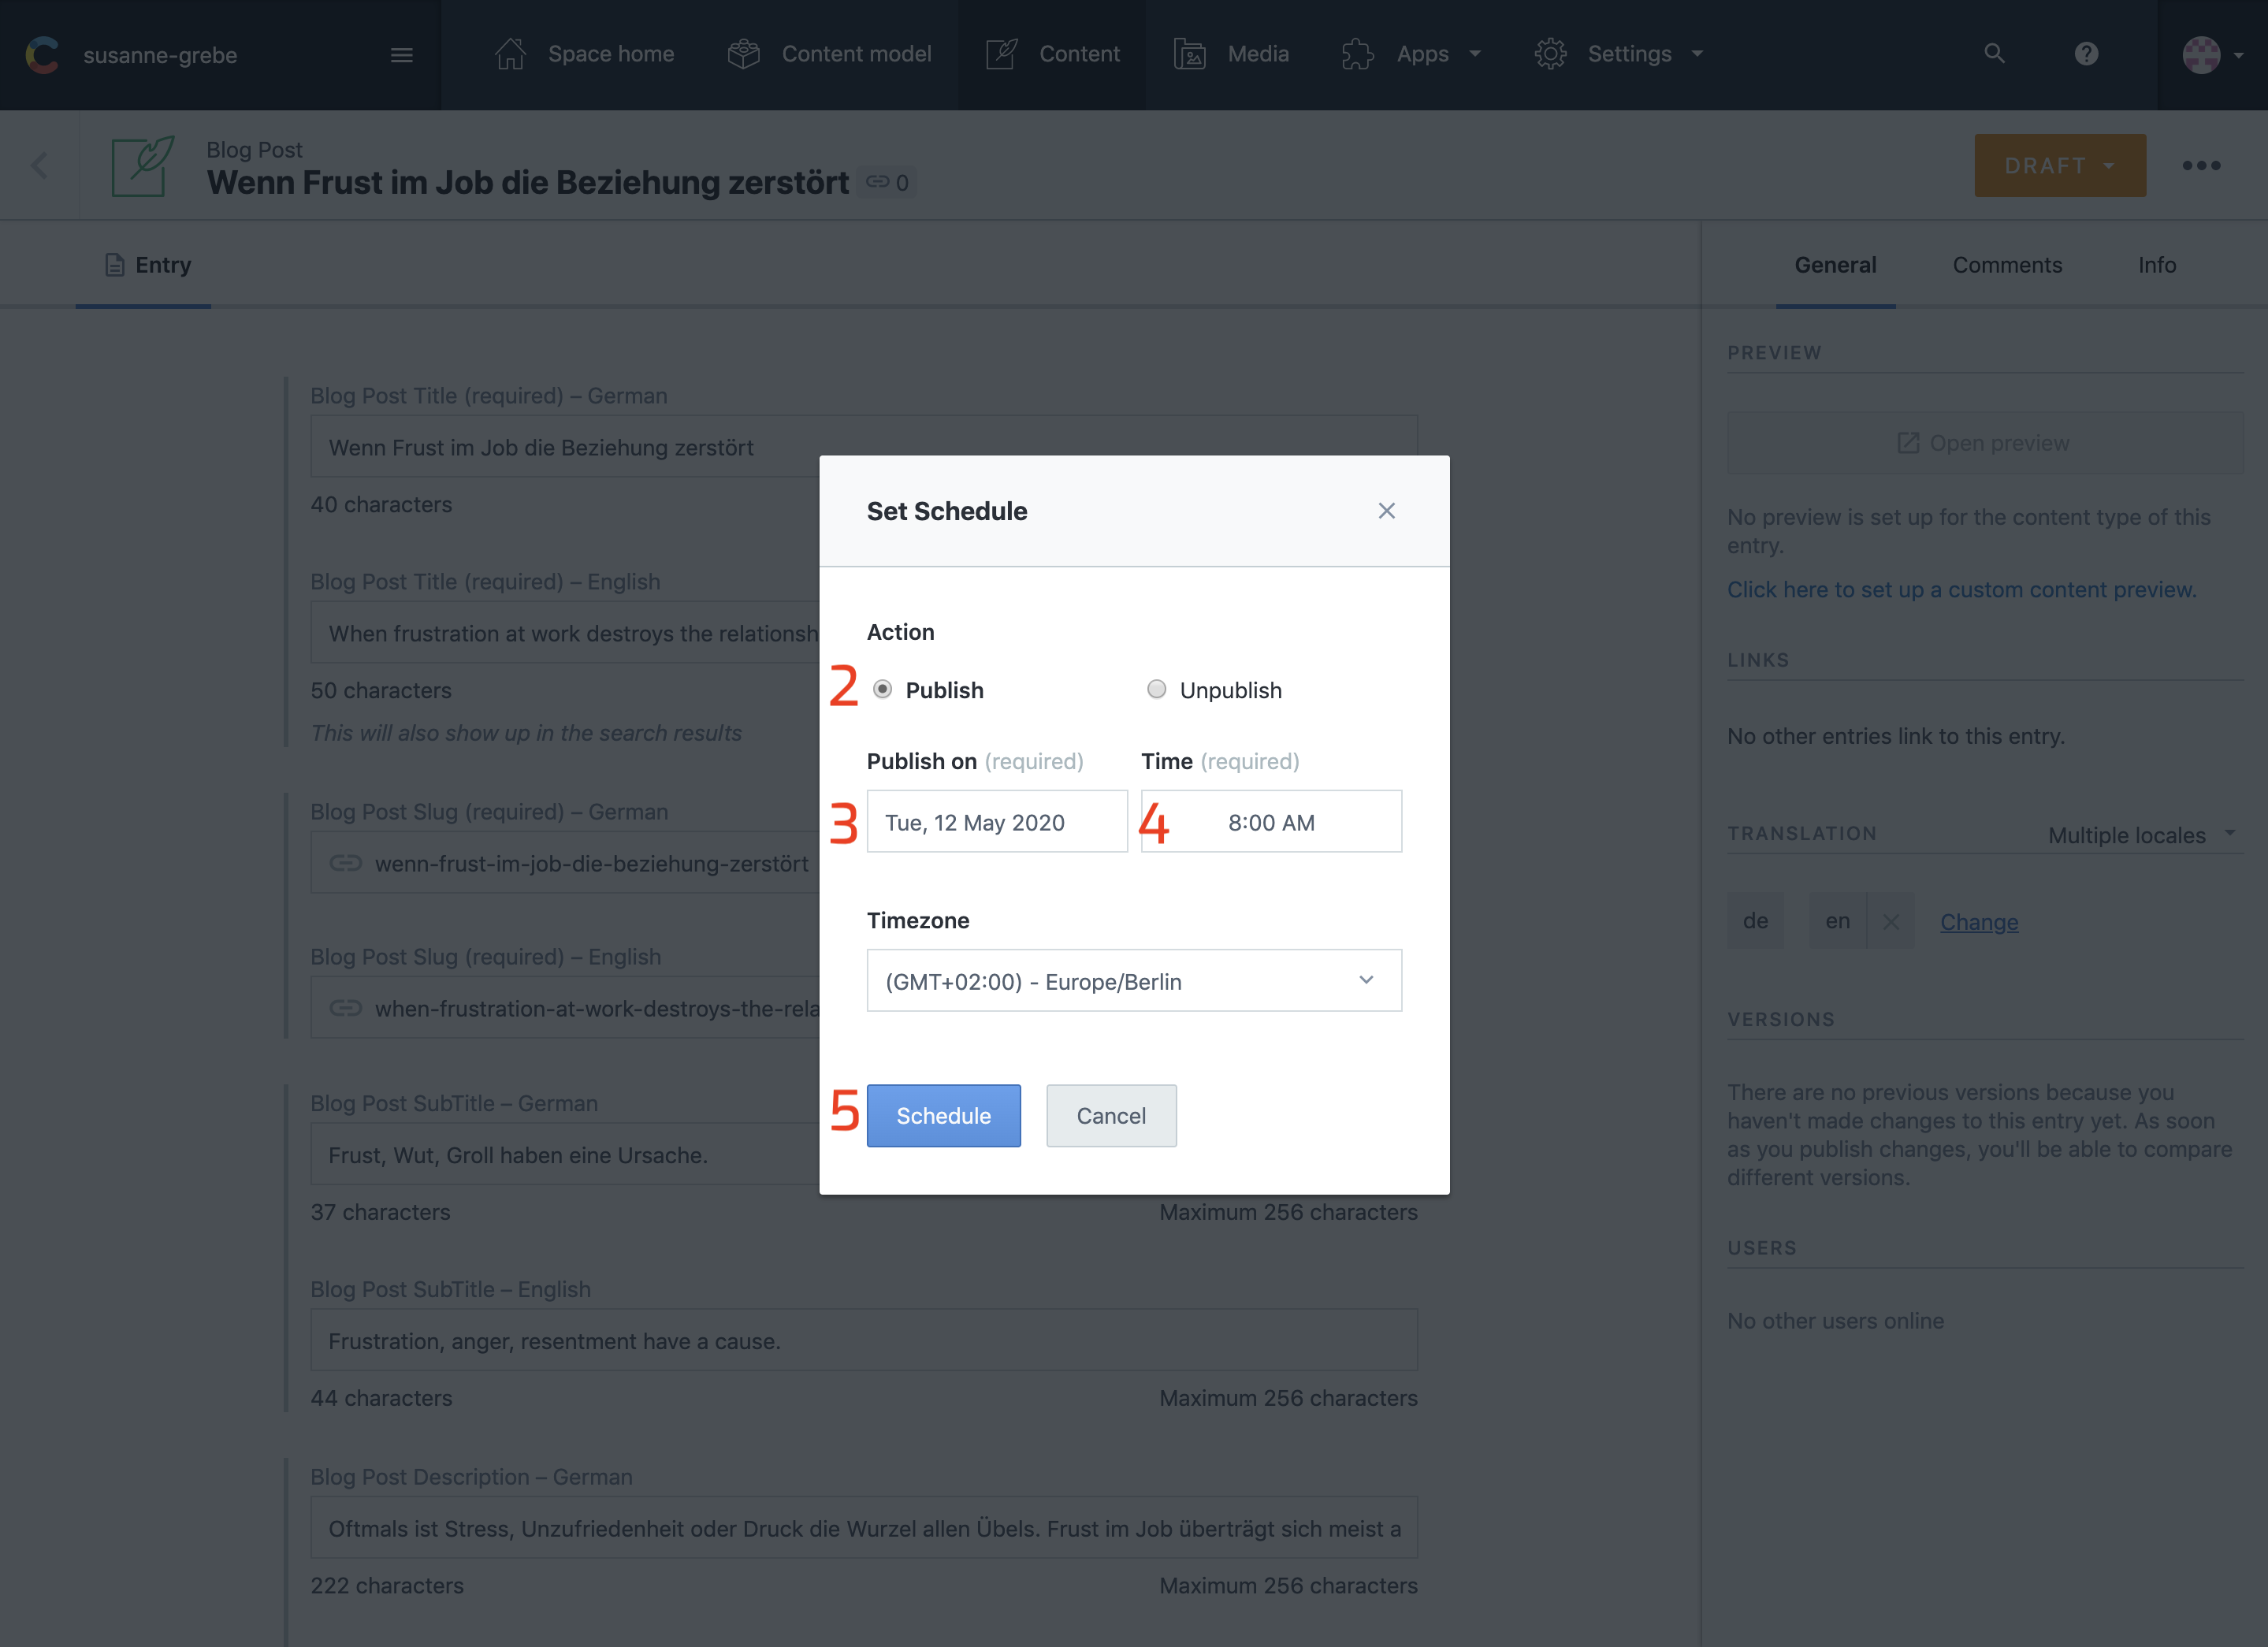 susanne-grebe
Space home
Content model
Content
Media
Apps
Settings
Blog Post
Wenn Frust im Job die Beziehung zerstört
0
DRAFT
Entry
General
Comments
Info
Blog Post Title (required) – German
Wenn Frust im Job die Beziehung zerstört
40 characters
Blog Post Title (required) – English
When frustration at work destroys the relationsh
50 characters
This will also show up in the search results
Blog Post Slug (required) – German
wenn-frust-im-job-die-beziehung-zerstört
Blog Post Slug (required) – English
when-frustration-at-work-destroys-the-rela
Blog Post SubTitle – German
Frust, Wut, Groll haben eine Ursache.
37 characters
Maximum 256 characters
Blog Post SubTitle – English
Frustration, anger, resentment have a cause.
44 characters
Maximum 256 characters
Blog Post Description – German
Oftmals ist Stress, Unzufriedenheit oder Druck die Wurzel allen Übels. Frust im Job überträgt sich meist a
222 characters
Maximum 256 characters
Set Schedule
Action
2
Publish
Unpublish
Publish on (required)
Time (required)
3
Tue, 12 May 2020
4
8:00 AM
Timezone
(GMT+02:00) - Europe/Berlin
5
Schedule
Cancel
PREVIEW
Open preview
No preview is set up for the content type of this
entry.
Click here to set up a custom content preview.
LINKS
No other entries link to this entry.
TRANSLATION
Multiple locales
de
en
Change
VERSIONS
There are no previous versions because you
haven't made changes to this entry yet. As soon
as you publish changes, you'll be able to compare
different versions.
USERS
No other users online